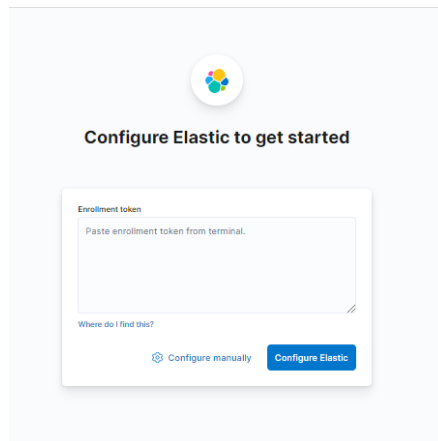 Configure Elastic to get started
Enrollment token
Paste enrollment token from terminal.
Where do I find this?
Configure manually
Configure Elastic